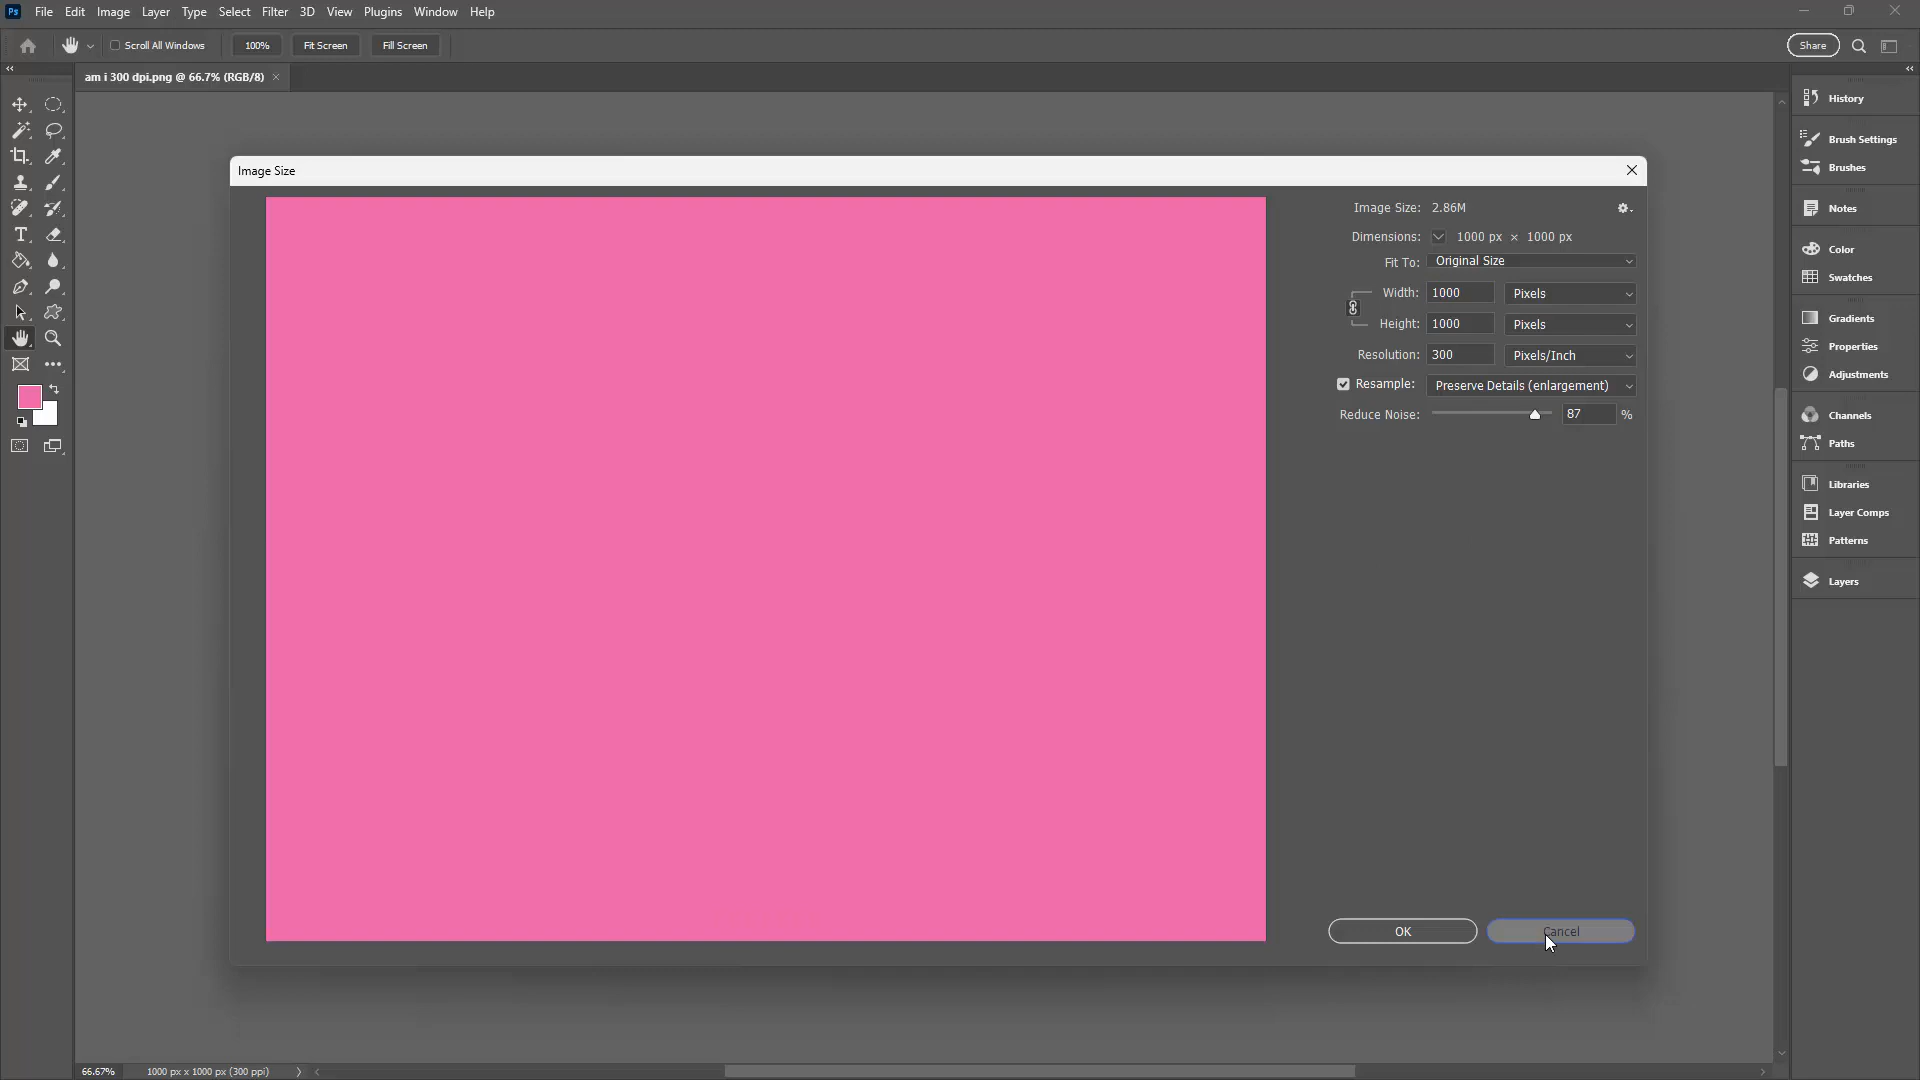 Ps File Edit Image Layer Type Select Filter 3D View Plugins Window Help
Scroll All Windows 100% Fit Screen Fill Screen Share
am i 300 dpi.png @ 66.7% (RGB/8) ×
Image Size
Image Size: 2.86M
Dimensions: 1000 px × 1000 px
Fit To: Original Size
Width: 1000 Pixels
Height: 1000 Pixels
Resolution: 300 Pixels/Inch
Resample: Preserve Details (enlargement)
Reduce Noise: 87 %
OK Cancel
History
Brush Settings
Brushes
Notes
Color
Swatches
Gradients
Properties
Adjustments
Channels
Paths
Libraries
Layer Comps
Patterns
Layers
66.67% 1000 px x 1000 px (300 ppi)